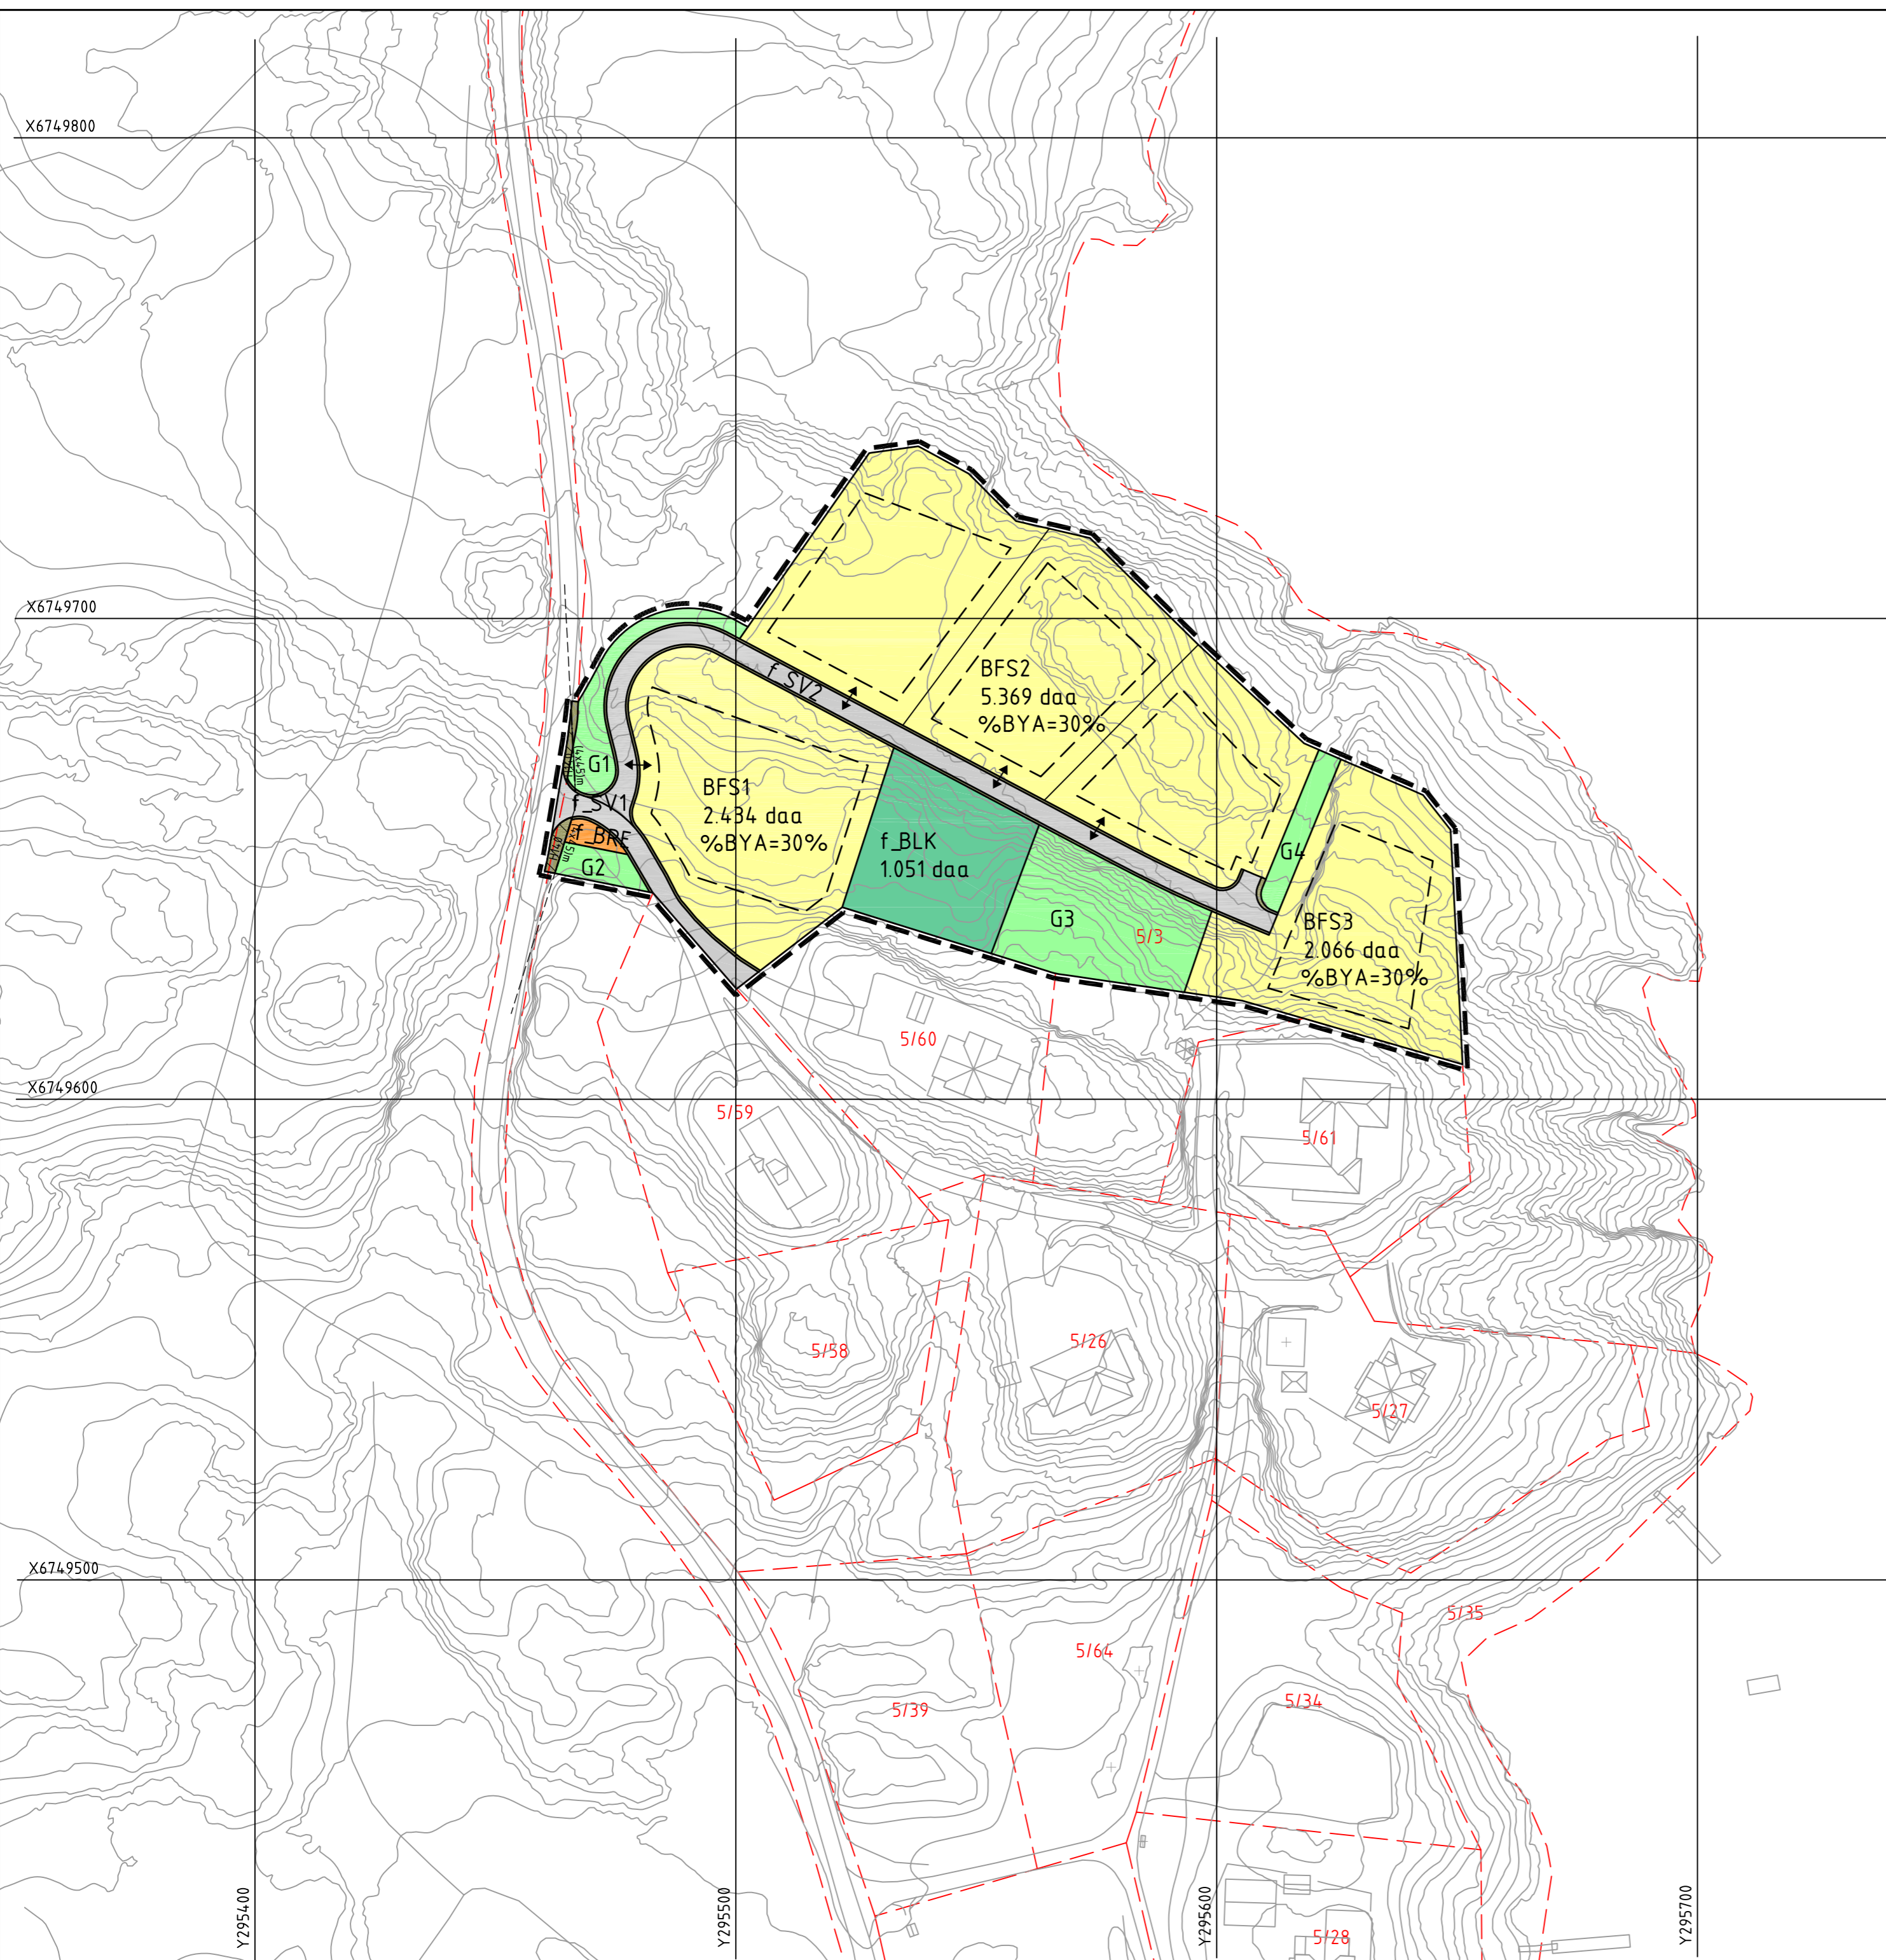 X6749800
X6749700
BFS2
5.369 daa
%BYA=30%
f_SV2
G1
(4x45)m
f_SV1
BFS1
2.434 daa
%BYA=30%
f_BRE
(4x45)m
G2
f_BLK
1.051 daa
G3
5/3
G4
BFS3
2.066 daa
%BYA=30%
5/60
X6749600
5/59
5/61
5/58
5/26
5/27
X6749500
5/35
5/64
5/34
5/39
Y295400
Y295500
Y295600
Y295700
5/28